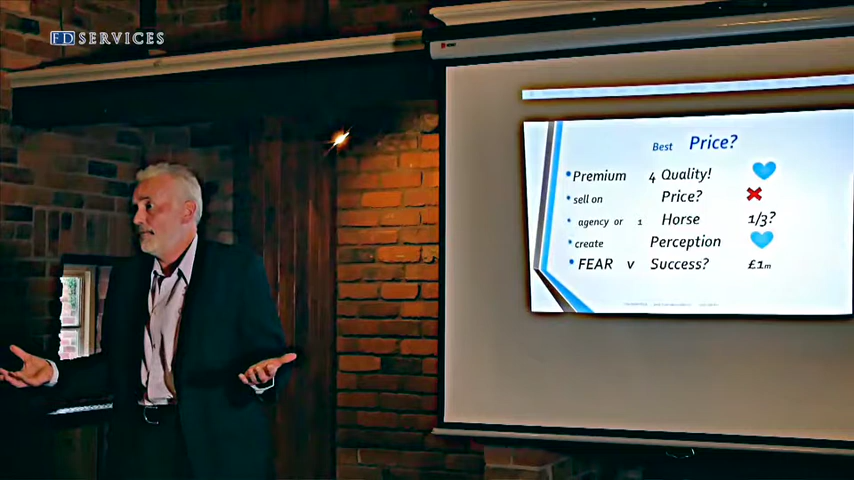 FD SERVICES
Best Price?
•Premium 4 Quality! 
•sell on Price?
• agency or 1 Horse 1/3?
•create Perception
•FEAR v Success? £1m